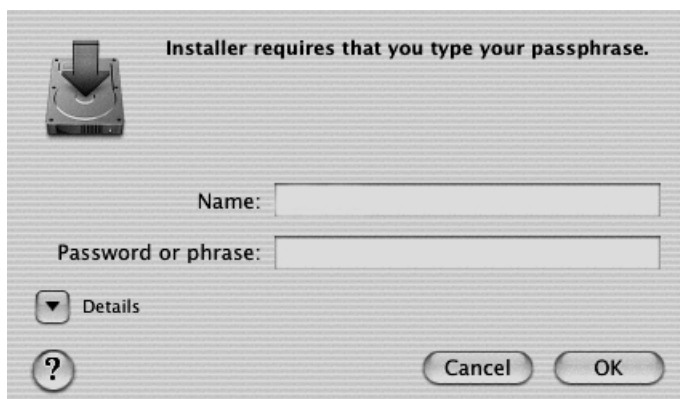 Installer requires that you type your passphrase.
Name:
Password or phrase:
Details
?
Cancel
OK